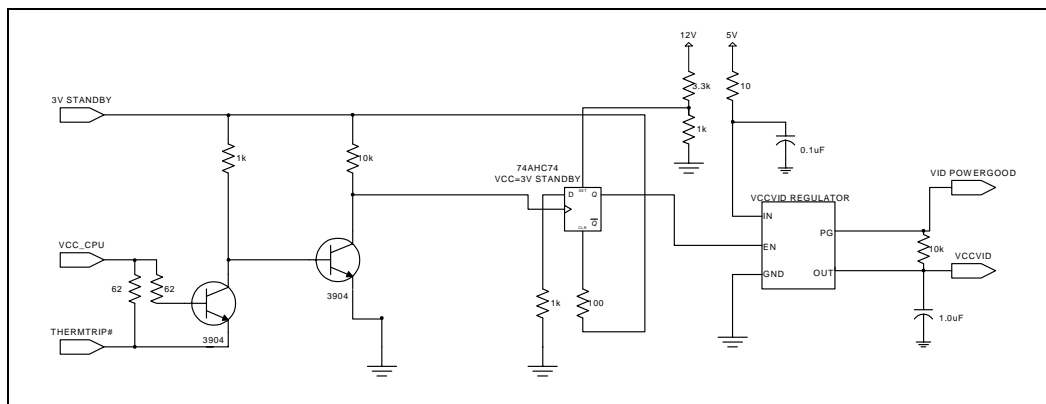 12V
5V
3.3k
10
3V STANDBY
1k
10k
1k
0.1uF
74AHC74
VCC=3V STANDBY
VID POWERGOOD
SET
D
Q
Q
CLR
VCCVID REGULATOR
IN
PG
EN
10k
VCC_CPU
VCCVID
GND
OUT
62
62
3904
1k
100
1.0uF
THERMTRIP#
3904